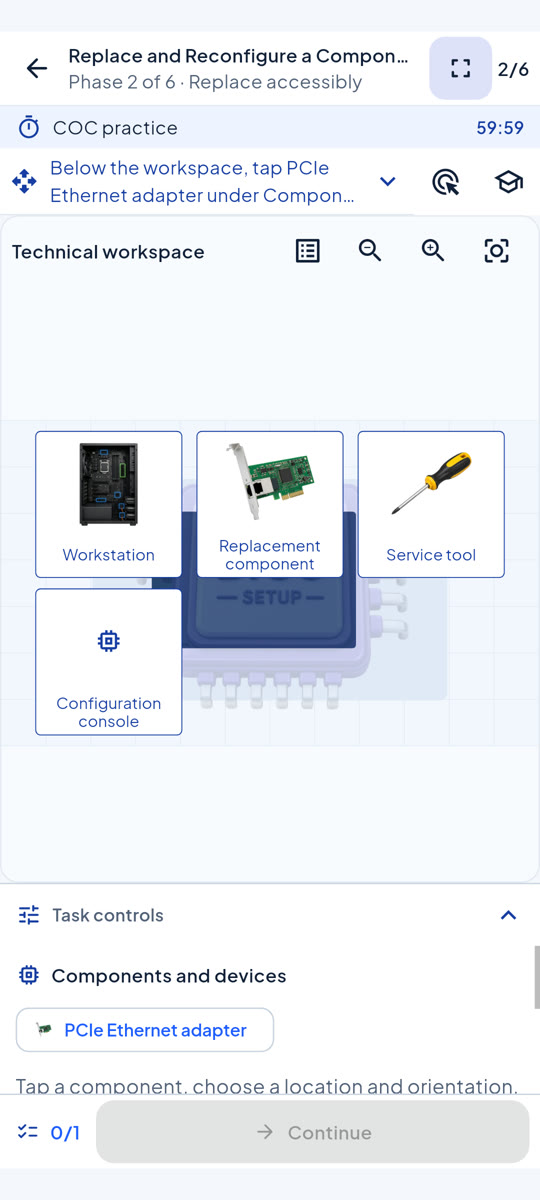 Replace and Reconfigure a Compon...
Phase 2 of 6 · Replace accessibly
2/6
COC practice
59:59
Below the workspace, tap PCIe
Ethernet adapter under Compon...
Technical workspace
Workstation
Replacement
component
Service tool
— SETUP —
Configuration
console
Task controls
Components and devices
PCIe Ethernet adapter
Tap a component, choose a location and orientation,
0/1
Continue